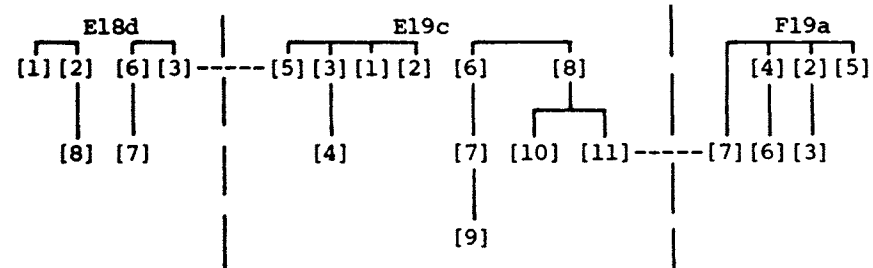 E18d E19c F19a
[1] [2] [6] [3]-----[5] [3] [1] [2] [6] [8] [4] [2] [5]
[8] [7] [4] [7] [10] [11]-----[7] [6] [3]
[9]